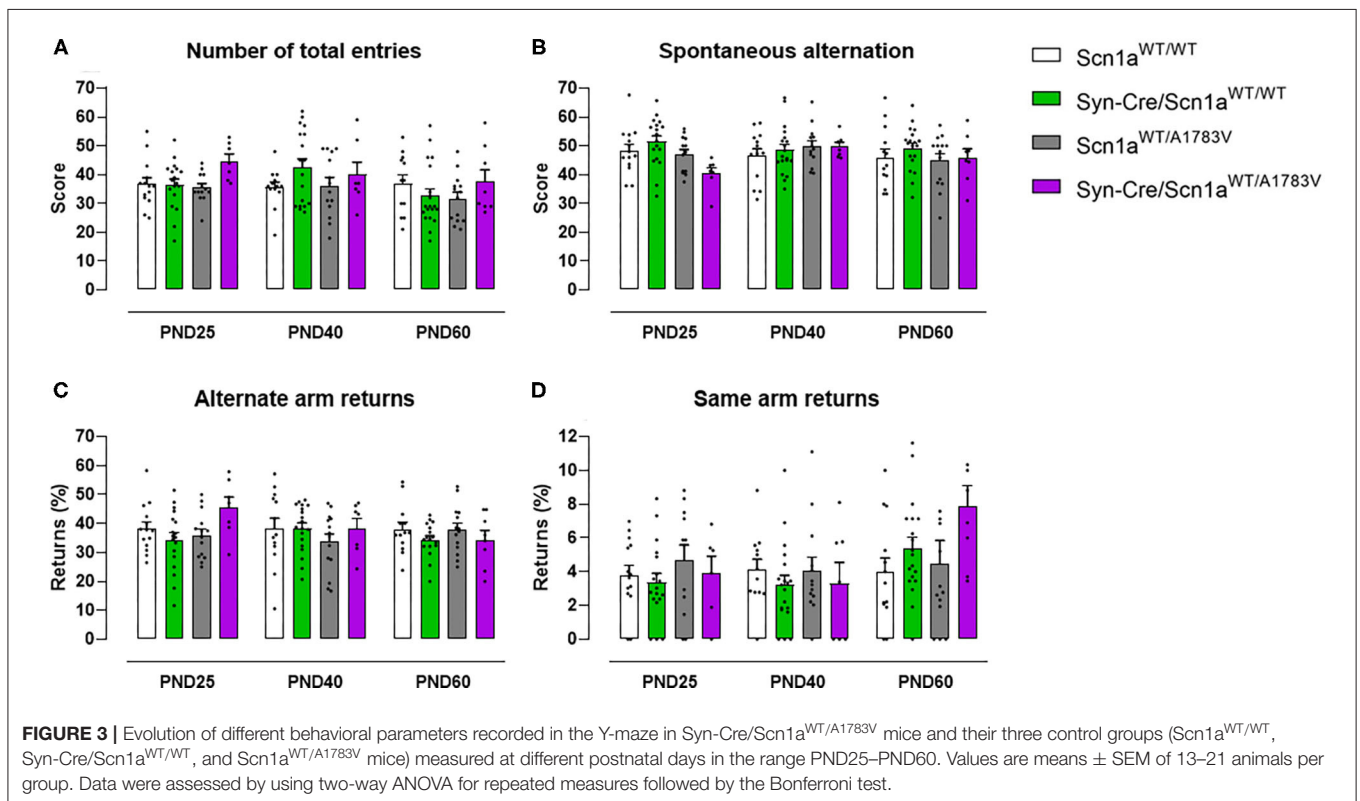 A
Number of total entries
Score
70
60
50
40
30
20
10
0
PND25 PND40 PND60
B
Spontaneous alternation
Score
70
60
50
40
30
20
10
0
PND25 PND40 PND60
Scn1a^WT/WT
Syn-Cre/Scn1a^WT/WT
Scn1a^WT/A1783V
Syn-Cre/Scn1a^WT/A1783V
C
Alternate arm returns
Returns (%)
70
60
50
40
30
20
10
0
PND25 PND40 PND60
D
Same arm returns
Returns (%)
12
10
8
6
4
2
0
PND25 PND40 PND60
FIGURE 3 | Evolution of different behavioral parameters recorded in the Y-maze in Syn-Cre/Scn1a^WT/A1783V mice and their three control groups (Scn1a^WT/WT,
Syn-Cre/Scn1a^WT/WT, and Scn1a^WT/A1783V mice) measured at different postnatal days in the range PND25–PND60. Values are means ± SEM of 13–21 animals per
group. Data were assessed by using two-way ANOVA for repeated measures followed by the Bonferroni test.